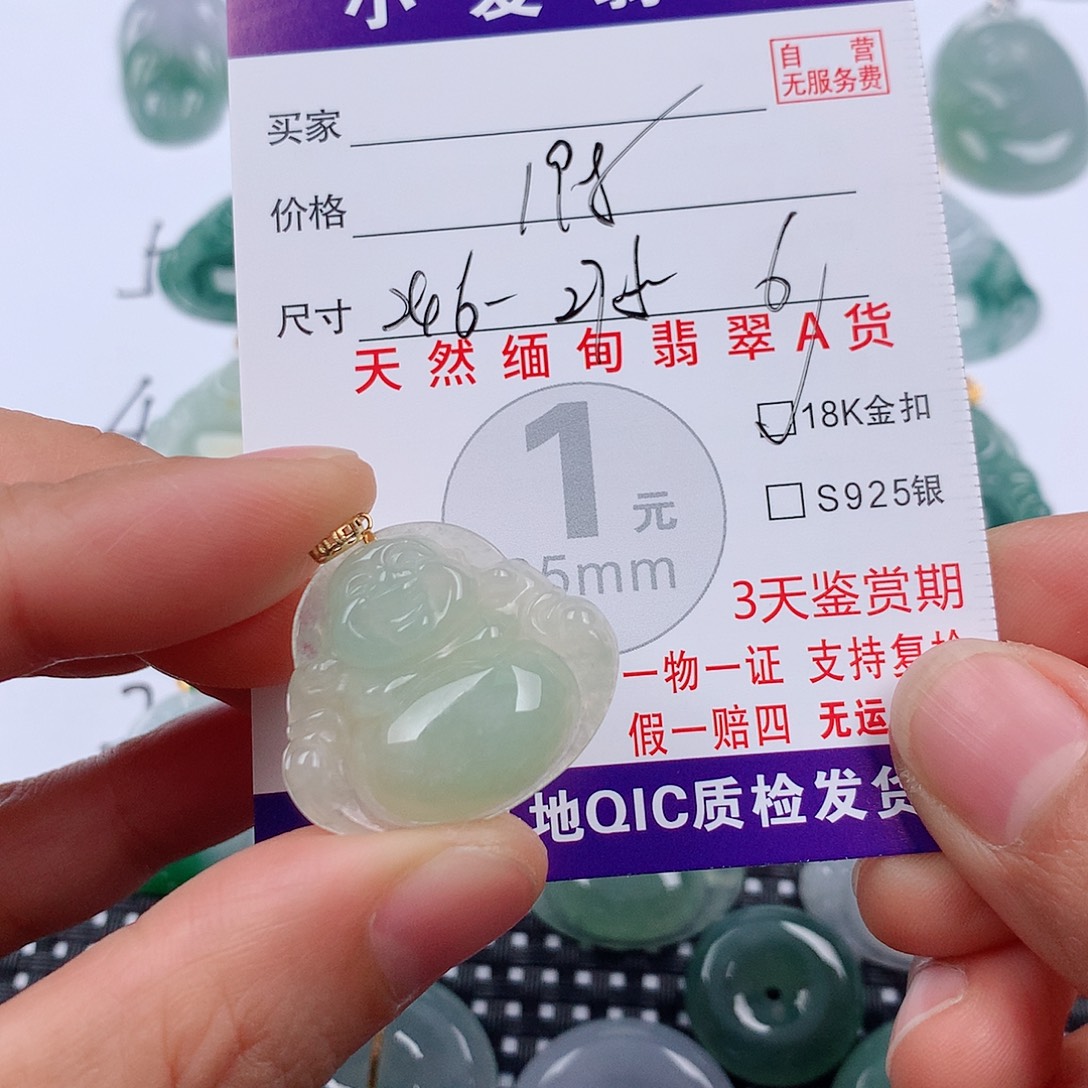 自 营
无服务费
买家
价格 198
尺寸
天然缅甸翡翠A货
1元
5mm
18K金扣
S925银
3天鉴赏期
一物一证 支持复检
假一赔四 无运
地QIC质检发货